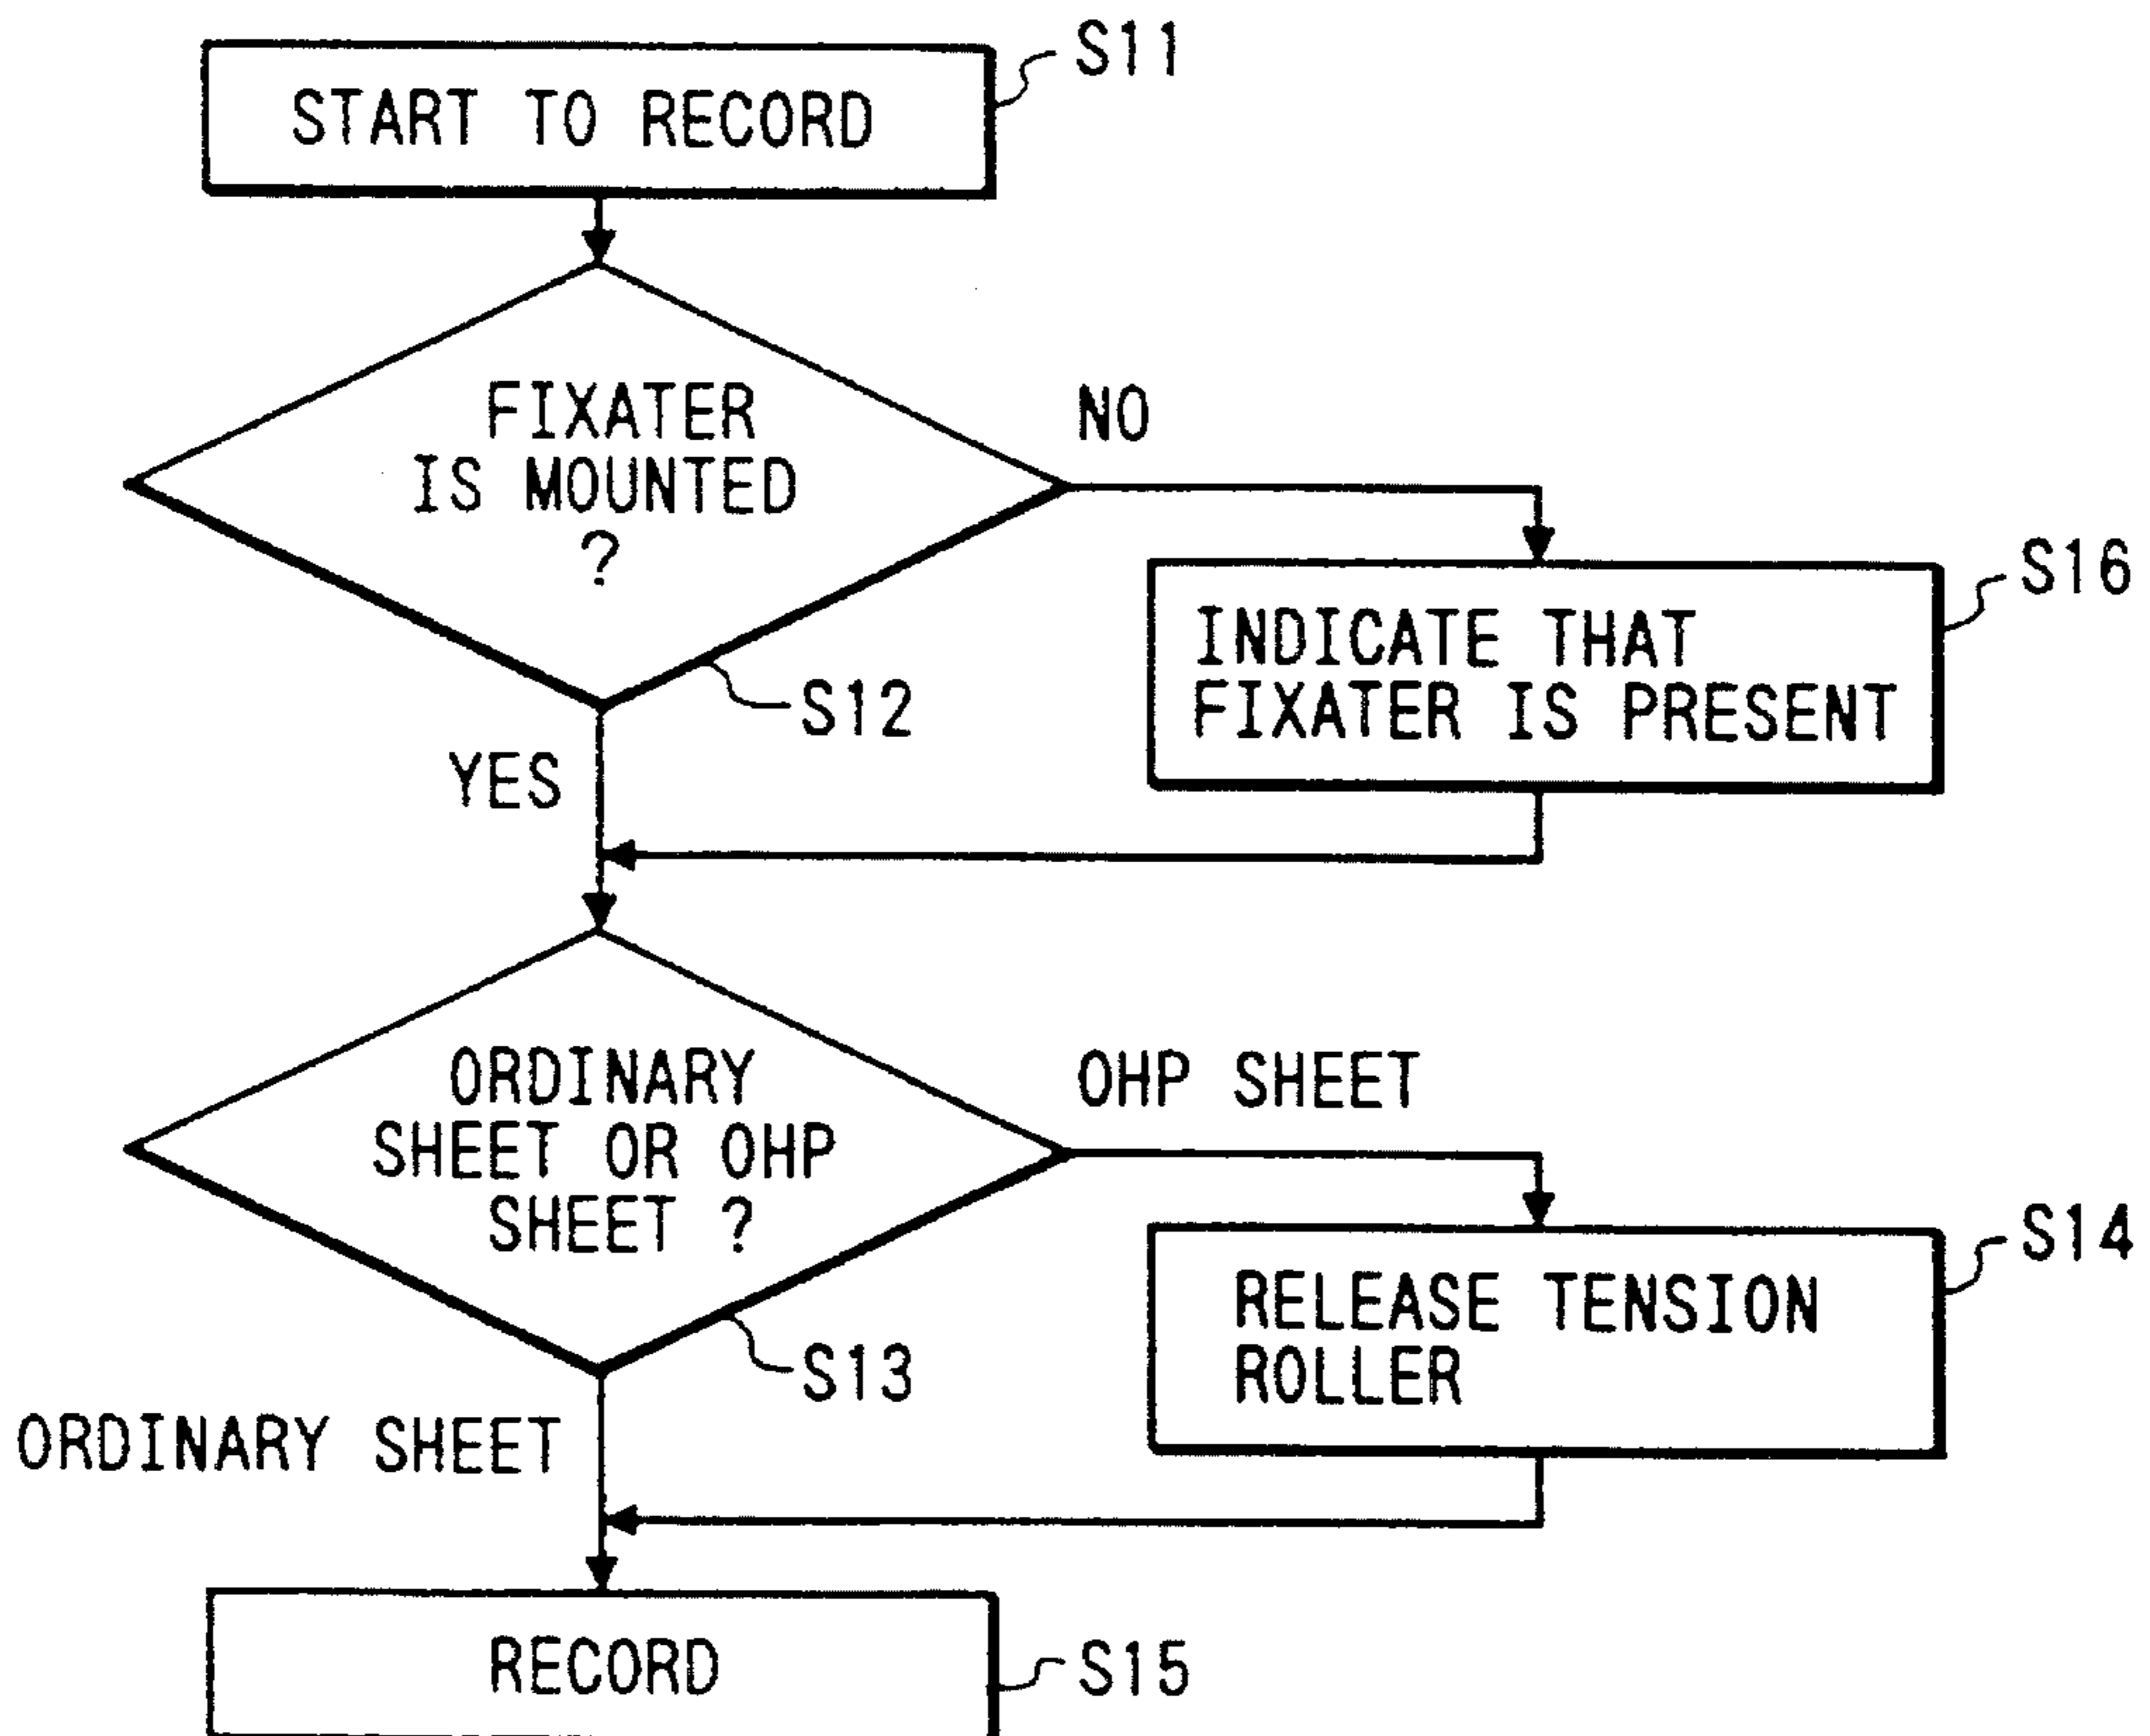 START TO RECORD
S11
FIXATER
IS MOUNTED
?
NO
S12
YES
INDICATE THAT
FIXATER IS PRESENT
S16
ORDINARY
SHEET OR OHP
SHEET ?
OHP SHEET
S13
ORDINARY SHEET
RELEASE TENSION
ROLLER
S14
RECORD
S15